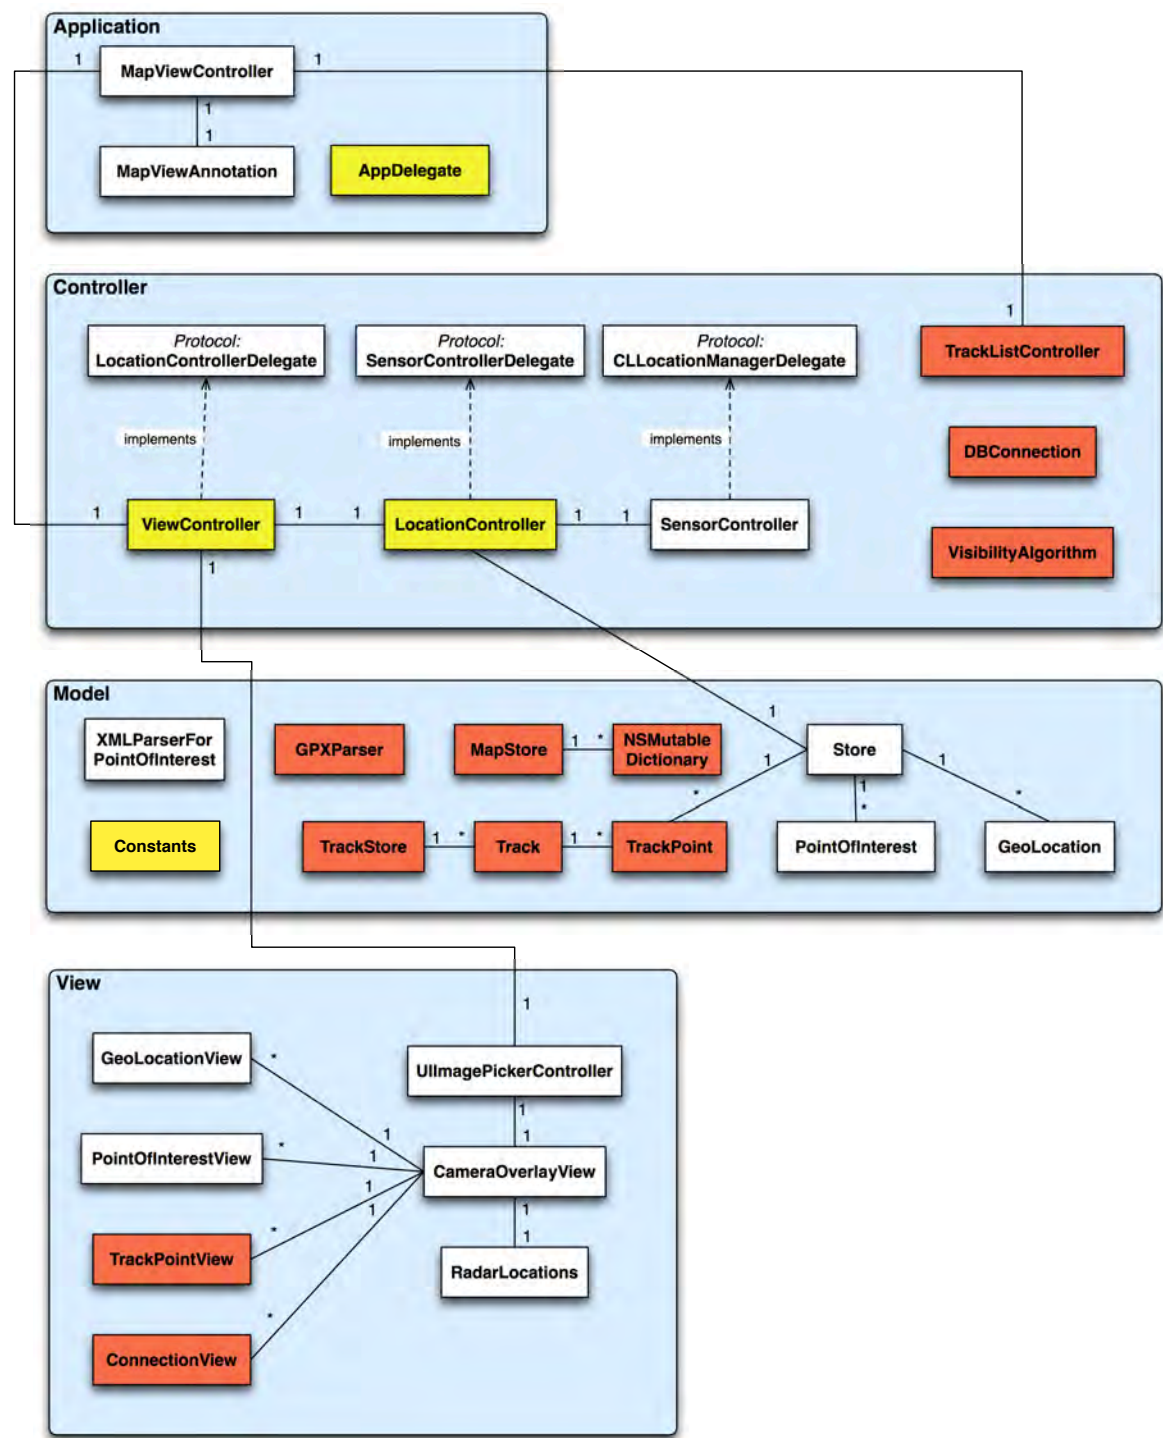 Application
1
MapViewController
1
1
1
MapViewAnnotation
AppDelegate
Controller
1
Protocol:
LocationControllerDelegate
Protocol:
SensorControllerDelegate
Protocol:
CLLocationManagerDelegate
TrackListController
implements
implements
implements
DBConnection
1
ViewController
1
1
LocationController
1
1
SensorController
VisibilityAlgorithm
1
Model
1
XMLParserFor
PointOfInterest
GPXParser
MapStore
1
*
NSMutable
Dictionary
Store
1
1
1
*
*
*
Constants
TrackStore
1
*
Track
1
*
TrackPoint
PointOfInterest
GeoLocation
View
1
GeoLocationView
*
UIImagePickerController
1
1
1
PointOfInterestView
*
1
CameraOverlayView
1
1
1
1
TrackPointView
*
RadarLocations
*
ConnectionView